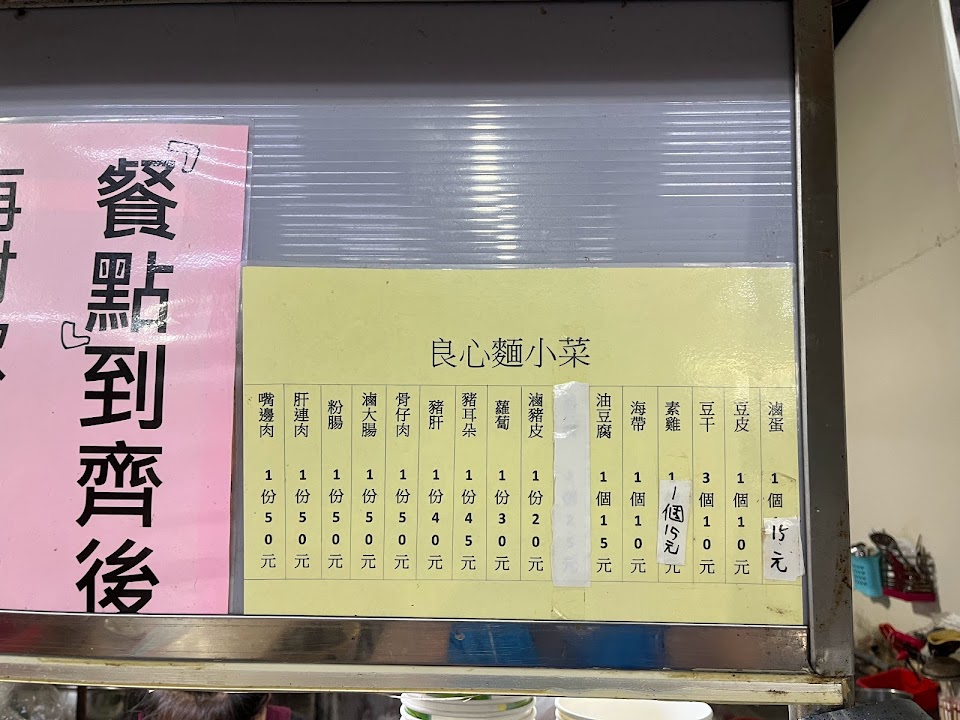 『餐點』到齊後
良心麵小菜
滷蛋 1個 15元
豆皮 1個10元
豆干 3個10元
素雞 1個15元
海帶 1個10元
油豆腐 1個15元
滷豬皮 1份20元
蘿蔔 1份30元
豬耳朵 1份45元
豬肝 1份40元
骨仔肉 1份50元
滷大腸 1份50元
粉腸 1份50元
肝連肉 1份50元
嘴邊肉 1份50元